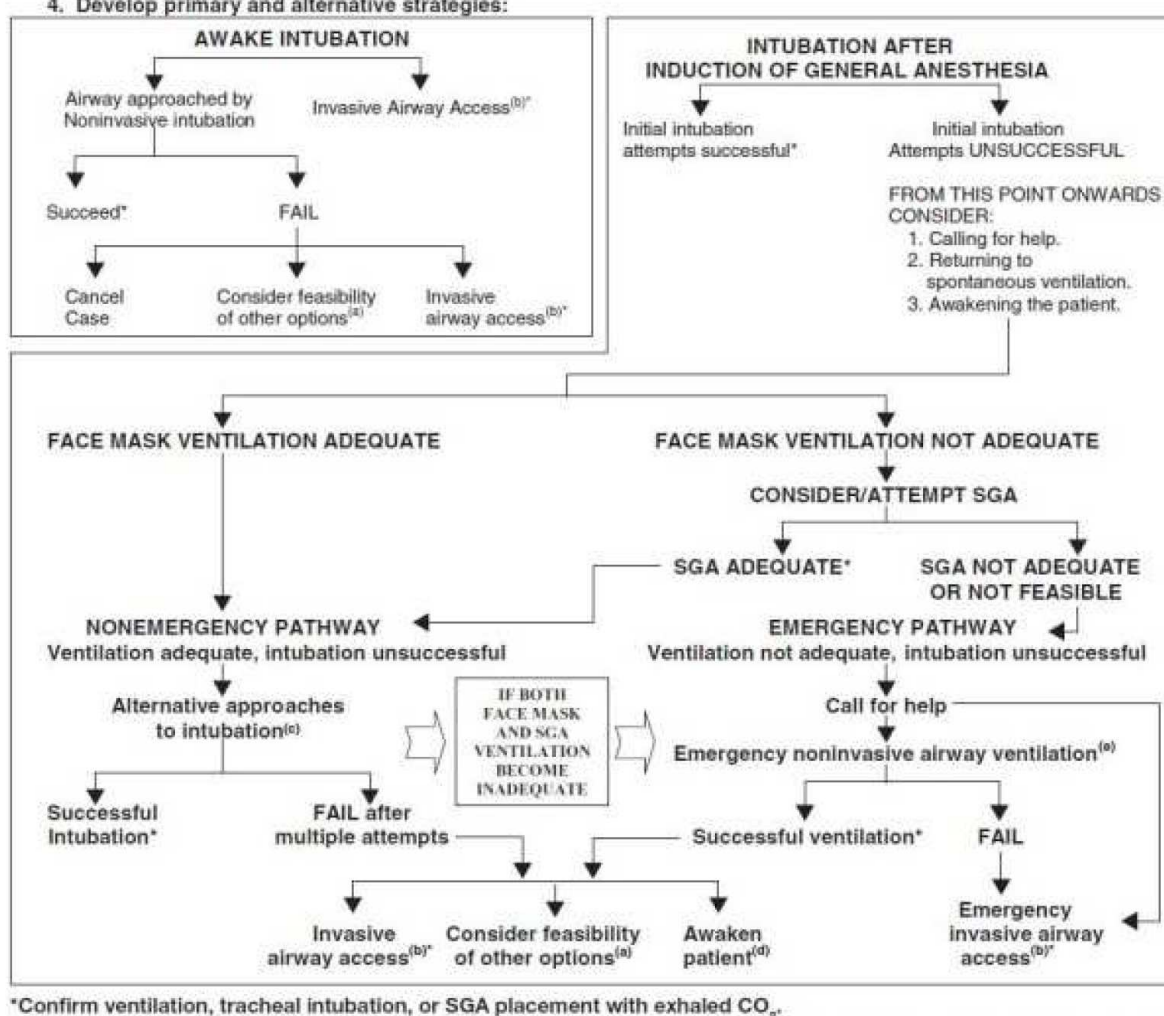 4. Develop primary and alternative strategies:
AWAKE INTUBATION
Airway approached by
Noninvasive intubation
Invasive Airway Access(b)*
Succeed*
FAIL
Cancel
Case
Consider feasibility
of other options(a)
Invasive
airway access(b)*
INTUBATION AFTER
INDUCTION OF GENERAL ANESTHESIA
Initial intubation
attempts successful*
Initial intubation
Attempts UNSUCCESSFUL
FROM THIS POINT ONWARDS
CONSIDER:
1. Calling for help.
2. Returning to
spontaneous ventilation.
3. Awakening the patient.
FACE MASK VENTILATION ADEQUATE
FACE MASK VENTILATION NOT ADEQUATE
CONSIDER/ATTEMPT SGA
SGA ADEQUATE*
SGA NOT ADEQUATE
OR NOT FEASIBLE
NONEMERGENCY PATHWAY
Ventilation adequate, intubation unsuccessful
EMERGENCY PATHWAY
Ventilation not adequate, intubation unsuccessful
Alternative approaches
to intubation(c)
IF BOTH
FACE MASK
AND SGA
VENTILATION
BECOME
INADEQUATE
Call for help
Emergency noninvasive airway ventilation(e)
Successful
Intubation*
FAIL after
multiple attempts
Successful ventilation*
FAIL
Invasive
airway access(b)*
Consider feasibility
of other options(a)
Awaken
patient(d)
Emergency
invasive airway
access(b)*
*Confirm ventilation, tracheal intubation, or SGA placement with exhaled CO2.